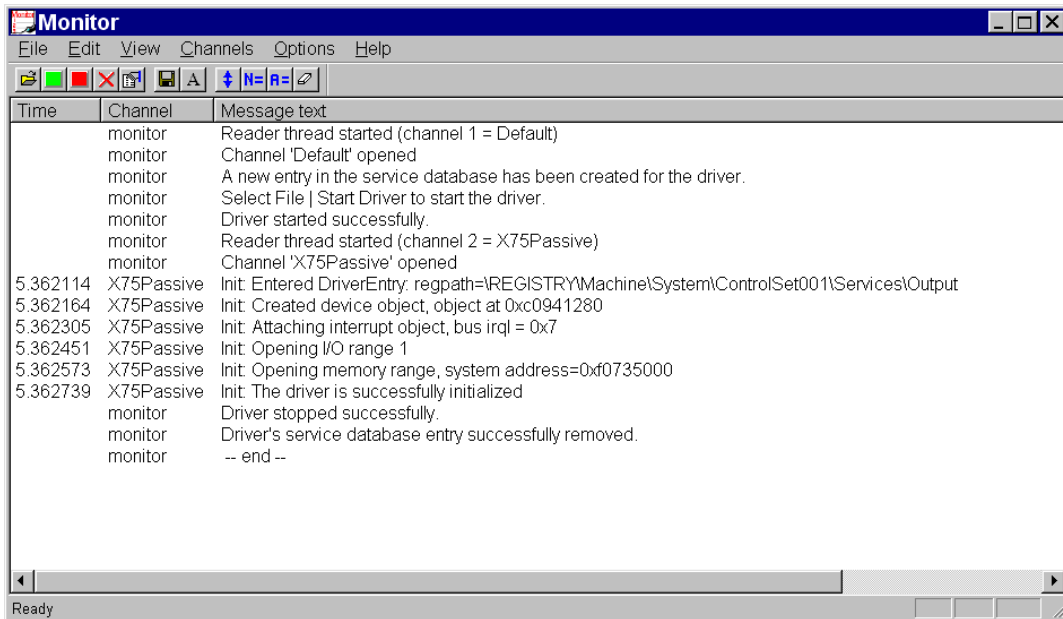 Monitor
File Edit View Channels Options Help
A N= A=
Time Channel Message text
monitor Reader thread started (channel 1 = Default)
monitor Channel 'Default' opened
monitor A new entry in the service database has been created for the driver.
monitor Select File | Start Driver to start the driver.
monitor Driver started successfully.
monitor Reader thread started (channel 2 = X75Passive)
monitor Channel 'X75Passive' opened
5.362114 X75Passive Init: Entered DriverEntry: regpath=\REGISTRY\Machine\System\ControlSet001\Services\Output
5.362164 X75Passive Init: Created device object, object at 0xc0941280
5.362305 X75Passive Init: Attaching interrupt object, bus irql = 0x7
5.362451 X75Passive Init: Opening I/O range 1
5.362573 X75Passive Init: Opening memory range, system address=0xf0735000
5.362739 X75Passive Init: The driver is successfully initialized
monitor Driver stopped successfully.
monitor Driver's service database entry successfully removed.
monitor -- end --
Ready